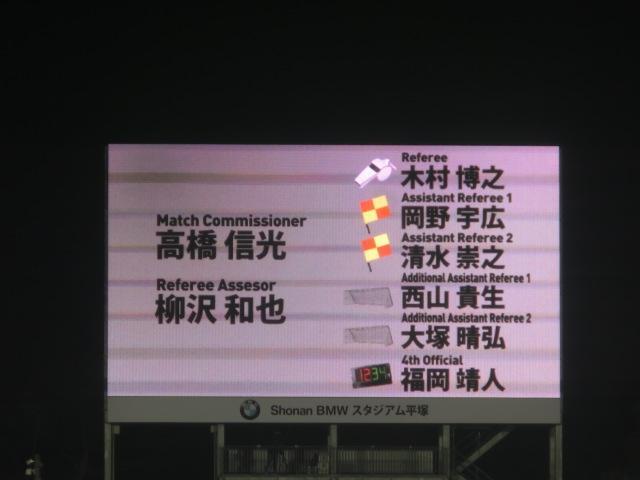 Match Commissioner
高橋 信光
Referee Assesor
柳沢 和也
Referee
木村 博之
Assistant Referee 1
岡野 宇広
Assistant Referee 2
清水 崇之
Additional Assistant Referee 1
西山 貴生
Additional Assistant Referee 2
大塚 晴弘
4th Official
福岡 靖人
1234
BMW
Shonan BMW スタジアム平塚